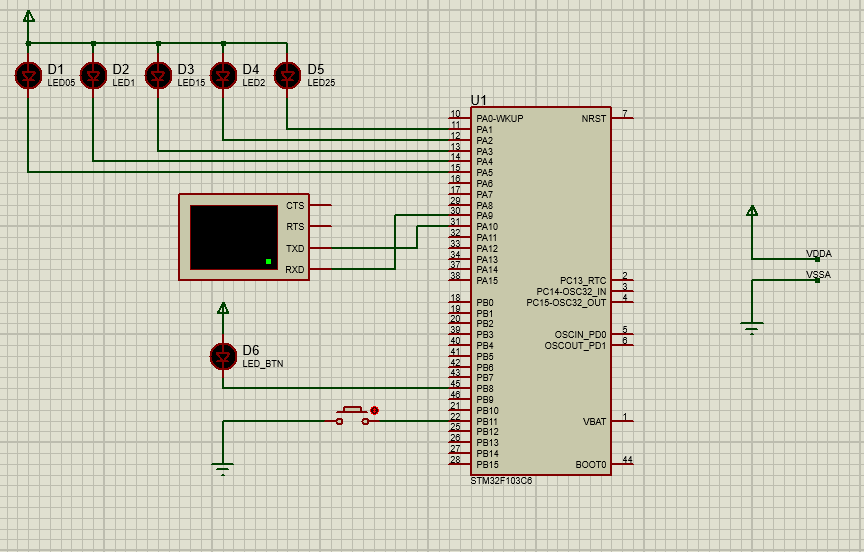 D1
LED05
D2
LED1
D3
LED15
D4
LED2
D5
LED25
U1
10 PA0-WKUP
11 PA1
12 PA2
13 PA3
14 PA4
15 PA5
16 PA6
17 PA7
29 PA8
30 PA9
31 PA10
32 PA11
33 PA12
34 PA13
37 PA14
38 PA15
18 PB0
19 PB1
20 PB2
39 PB3
40 PB4
41 PB5
42 PB6
43 PB7
45 PB8
46 PB9
21 PB10
22 PB11
25 PB12
26 PB13
27 PB14
28 PB15
NRST 7
PC13_RTC 2
PC14-OSC32_IN 3
PC15-OSC32_OUT 4
OSCIN_PD0 5
OSCOUT_PD1 6
VBAT 1
BOOT0 44
STM32F103C6
CTS
RTS
TXD
RXD
D6
LED_BTN
VDDA
VSSA